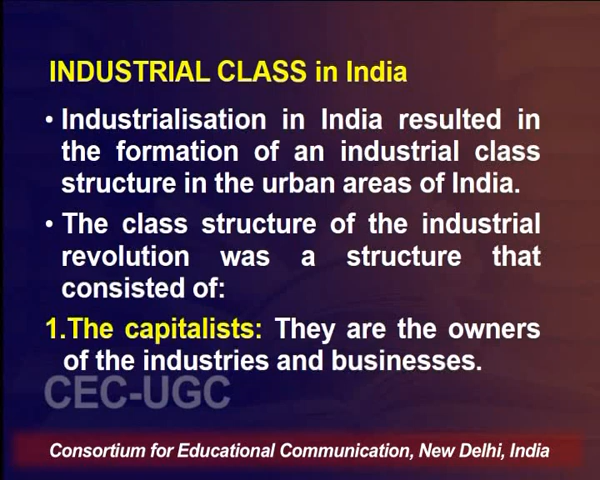 INDUSTRIAL CLASS in India
• Industrialisation in India resulted in
the formation of an industrial class
structure in the urban areas of India.
• The class structure of the industrial
revolution was a structure that
consisted of:
1.The capitalists: They are the owners
of the industries and businesses.
CEC-UGC
Consortium for Educational Communication, New Delhi, India